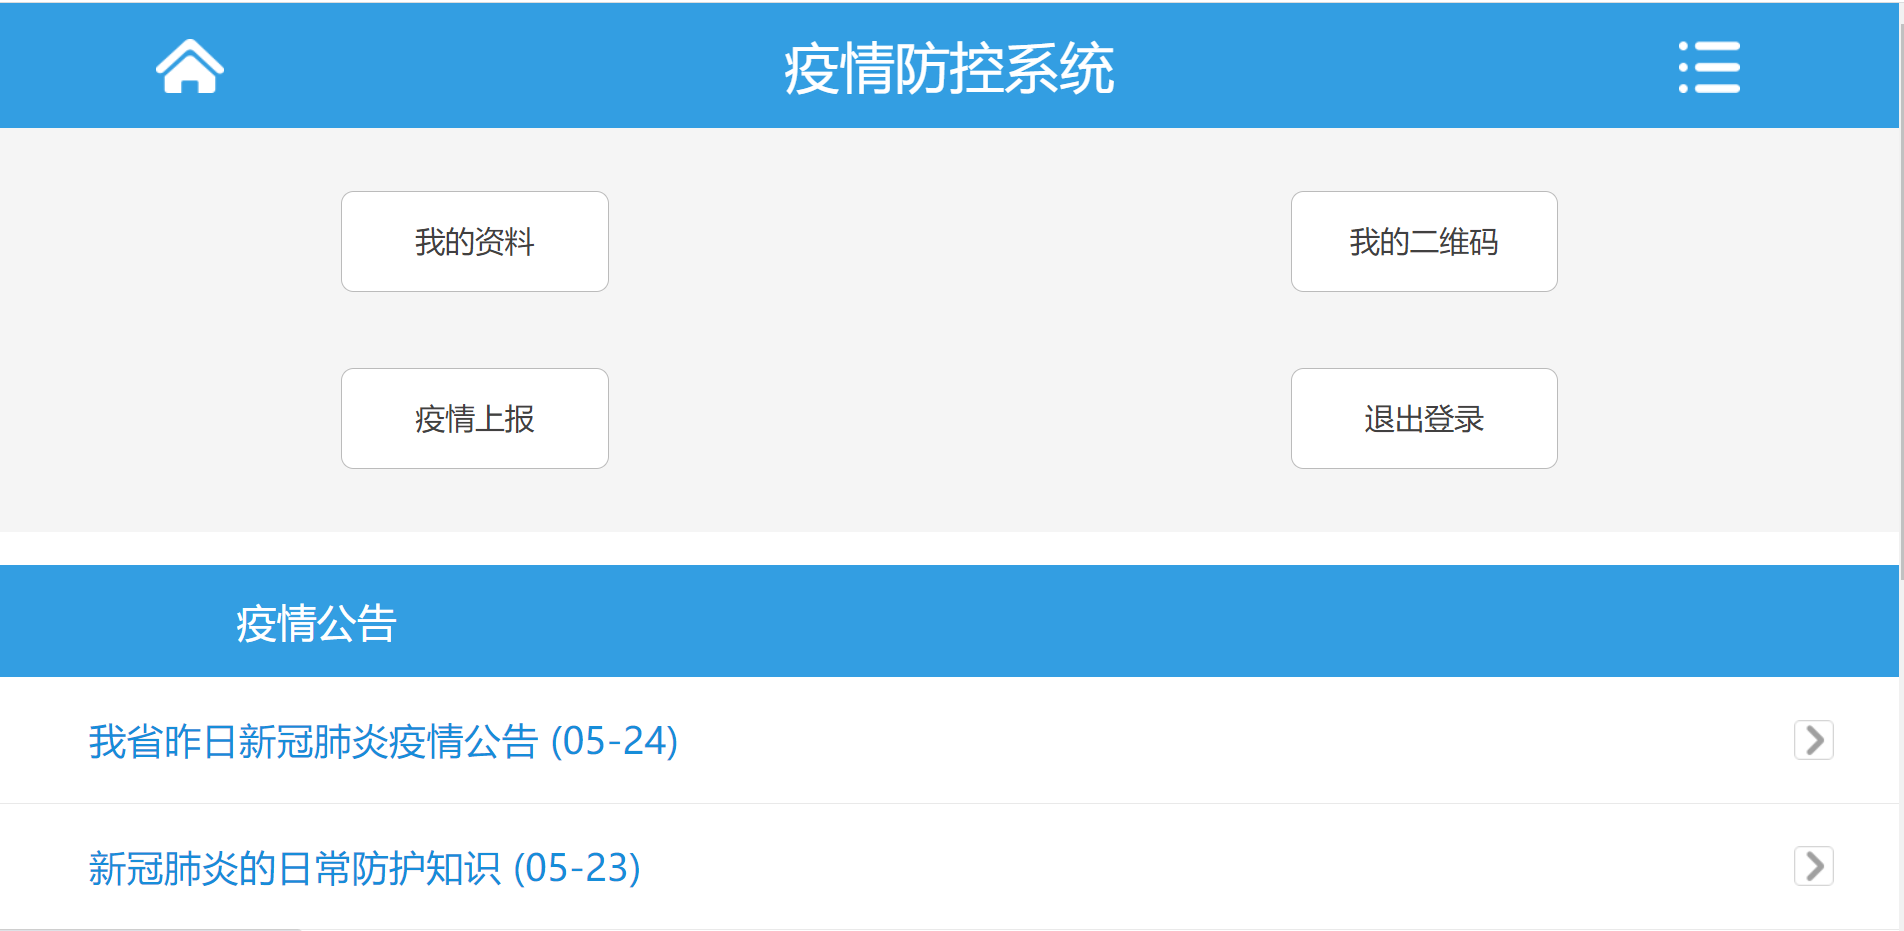 疫情防控系统
我的资料
我的二维码
疫情上报
退出登录
疫情公告
我省昨日新冠肺炎疫情公告 (05-24)
新冠肺炎的日常防护知识 (05-23)